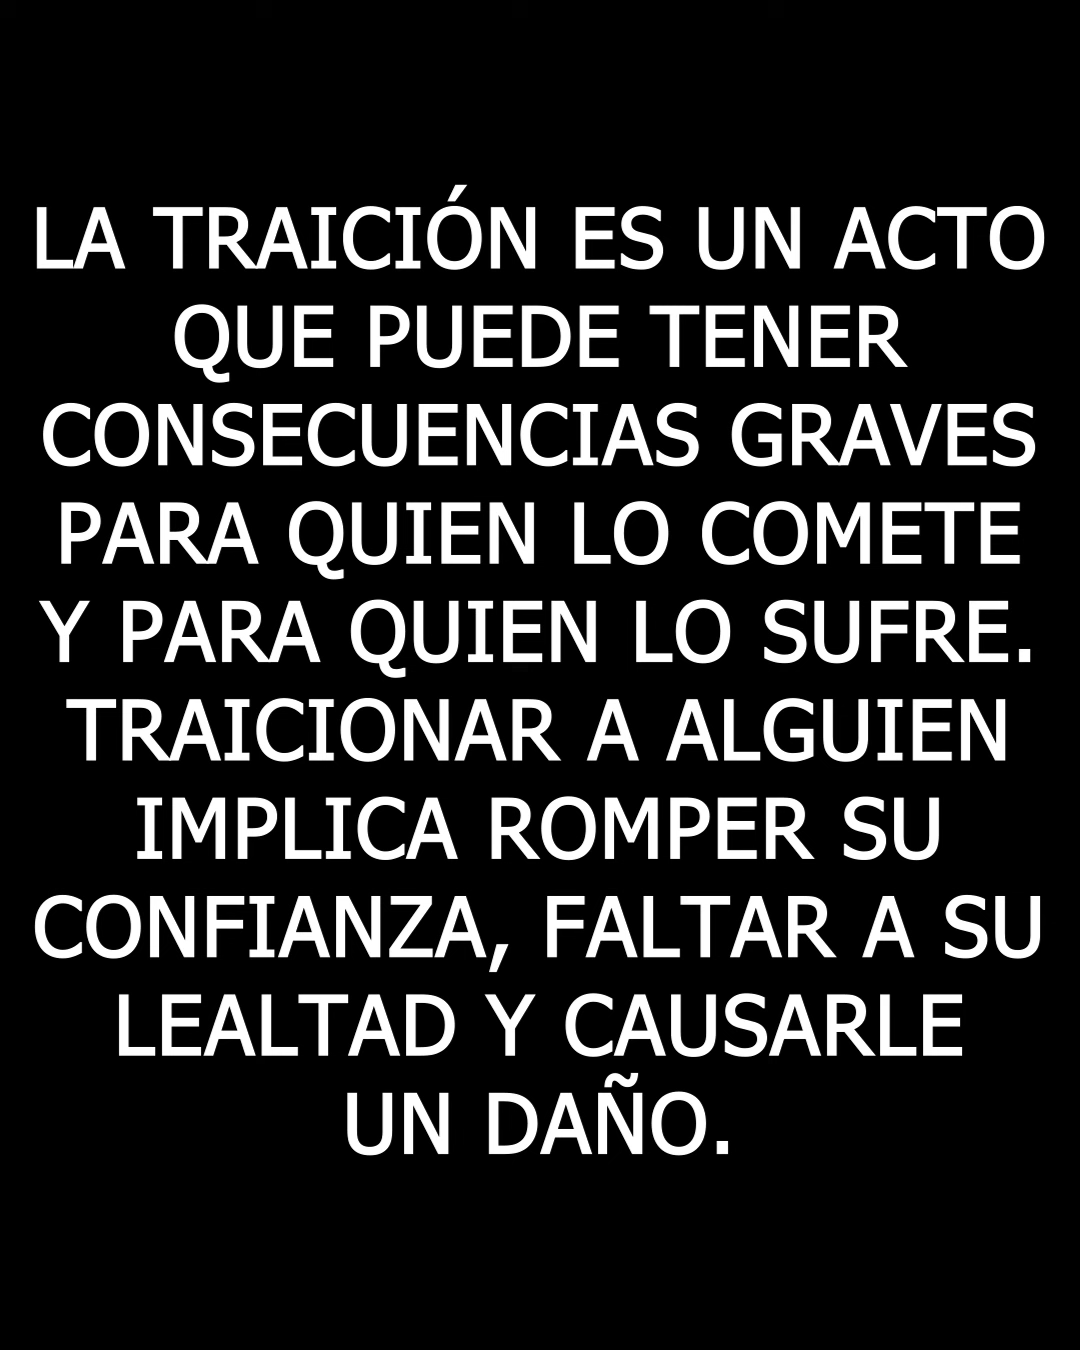 LA TRAICIÓN ES UN ACTO
QUE PUEDE TENER
CONSECUENCIAS GRAVES
PARA QUIEN LO COMETE
Y PARA QUIEN LO SUFRE.
TRAICIONAR A ALGUIEN
IMPLICA ROMPER SU
CONFIANZA, FALTAR A SU
LEALTAD Y CAUSARLE
UN DAÑO.